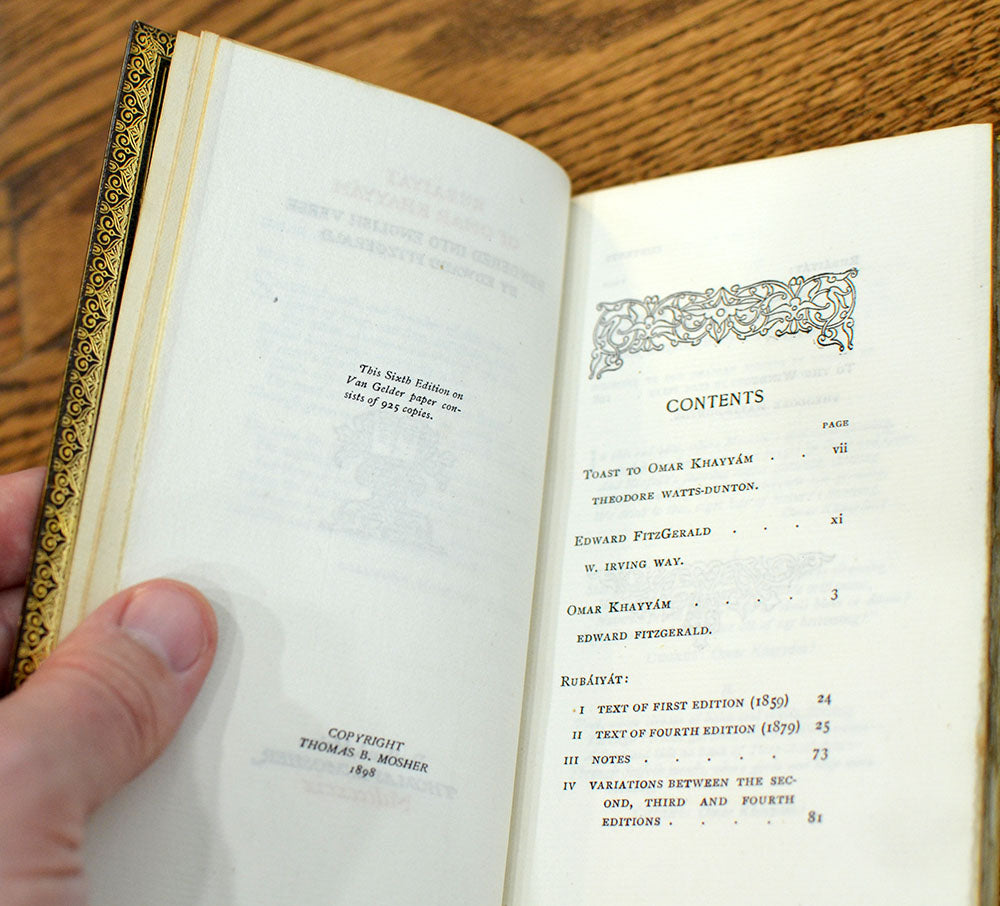 This Sixth Edition on
Van Gelder paper con-
sists of 925 copies.
COPYRIGHT
THOMAS B. MOSHER
1898
CONTENTS
PAGE
TOAST TO OMAR KHAYYÁM . . vii
THEODORE WATTS-DUNTON.
EDWARD FITZGERALD . . . xi
W. IRVING WAY.
OMAR KHAYYÁM . . . . 3
EDWARD FITZGERALD.
RUBÁIYÁT:
I TEXT OF FIRST EDITION (1859) 24
II TEXT OF FOURTH EDITION (1879) 25
III NOTES . . . . . 73
IV VARIATIONS BETWEEN THE SEC-
OND, THIRD AND FOURTH
EDITIONS . . . . 81